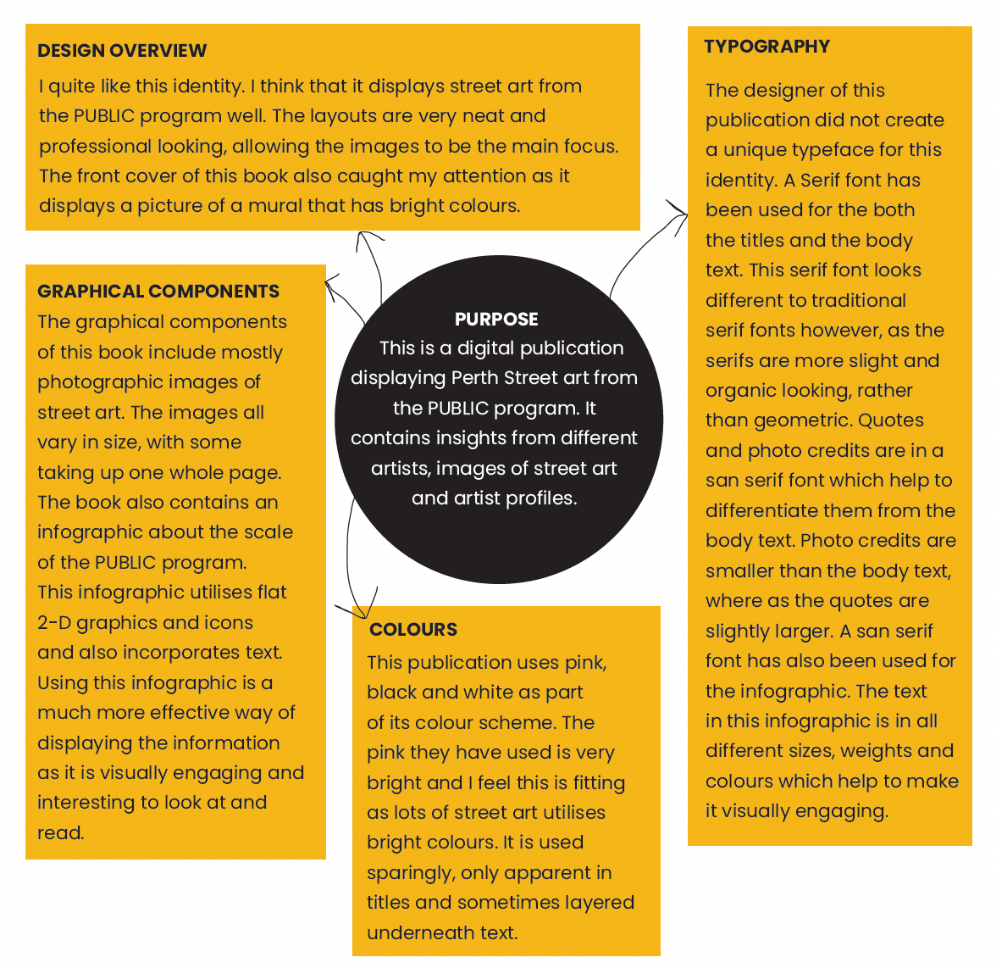 DESIGN OVERVIEW
I quite like this identity. I think that it displays street art from
the PUBLIC program well. The layouts are very neat and
professional looking, allowing the images to be the main focus.
The front cover of this book also caught my attention as it
displays a picture of a mural that has bright colours.
GRAPHICAL COMPONENTS
The graphical components
of this book include mostly
photographic images of
street art. The images all
vary in size, with some
taking up one whole page.
The book also contains an
infographic about the scale
of the PUBLIC program.
This infographic utilises flat
2-D graphics and icons
and also incorporates text.
Using this infographic is a
much more effective way of
displaying the information
as it is visually engaging and
interesting to look at and
read.
PURPOSE
This is a digital publication
displaying Perth Street art from
the PUBLIC program. It
contains insights from different
artists, images of street art
and artist profiles.
COLOURS
This publication uses pink,
black and white as part
of its colour scheme. The
pink they have used is very
bright and I feel this is fitting
as lots of street art utilises
bright colours. It is used
sparingly, only apparent in
titles and sometimes layered
underneath text.
TYPOGRAPHY
The designer of this
publication did not create
a unique typeface for this
identity. A Serif font has
been used for the both
the titles and the body
text. This serif font looks
different to traditional
serif fonts however, as the
serifs are more slight and
organic looking, rather
than geometric. Quotes
and photo credits are in a
san serif font which help to
differentiate them from the
body text. Photo credits are
smaller than the body text,
where as the quotes are
slightly larger. A san serif
font has also been used for
the infographic. The text
in this infographic is in all
different sizes, weights and
colours which help to make
it visually engaging.